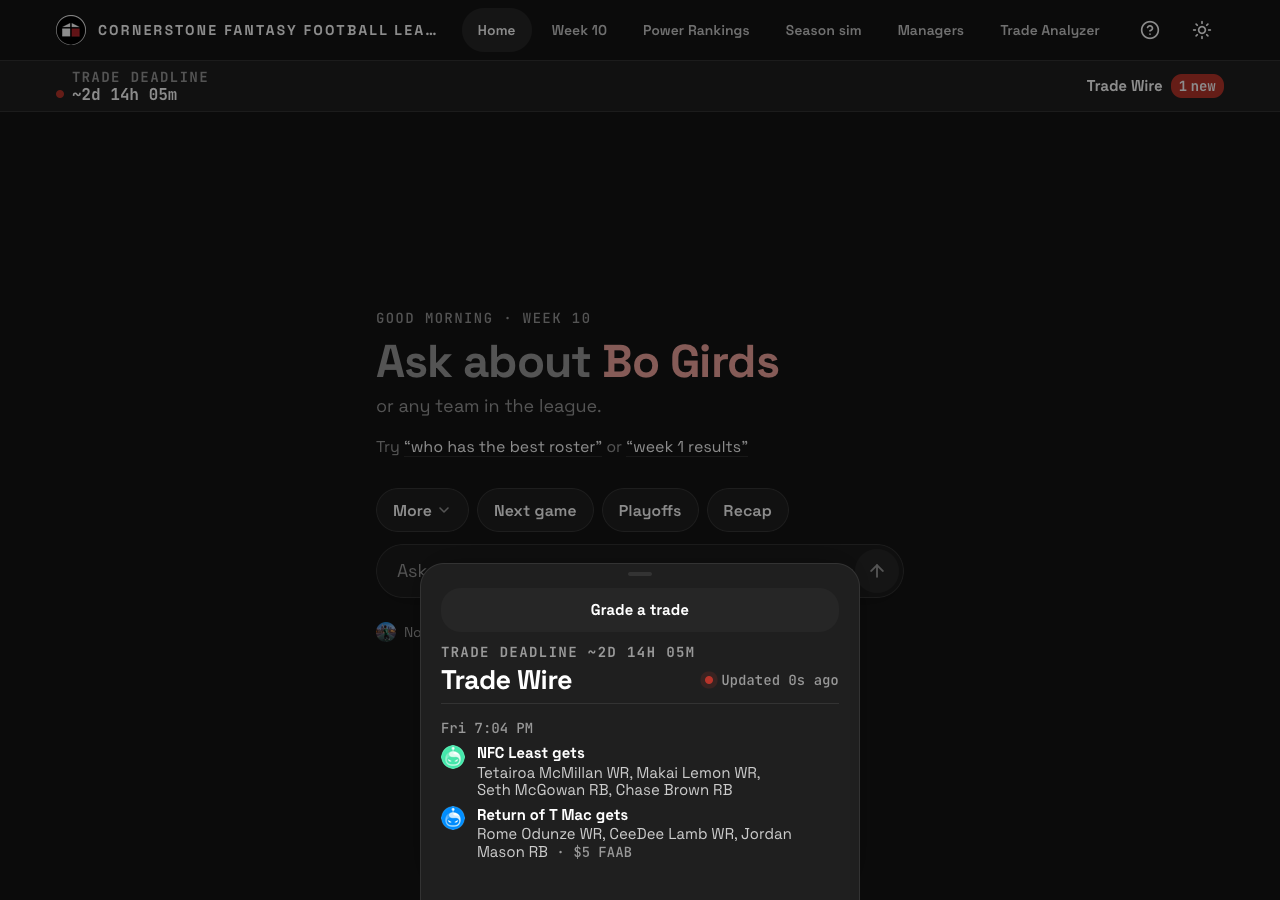 CORNERSTONE FANTASY FOOTBALL LEA…
Home
Week 10
Power Rankings
Season sim
Managers
Trade Analyzer
TRADE DEADLINE
~2d 14h 05m
Trade Wire
1 new
GOOD MORNING · WEEK 10
Ask about Bo Girds
or any team in the league.
Try “who has the best roster” or “week 1 results”
More
Next game
Playoffs
Recap
Ask
No
Grade a trade
TRADE DEADLINE ~2D 14H 05M
Trade Wire
Updated 0s ago
Fri 7:04 PM
NFC Least gets
Tetairoa McMillan WR, Makai Lemon WR,
Seth McGowan RB, Chase Brown RB
Return of T Mac gets
Rome Odunze WR, CeeDee Lamb WR, Jordan
Mason RB · $5 FAAB